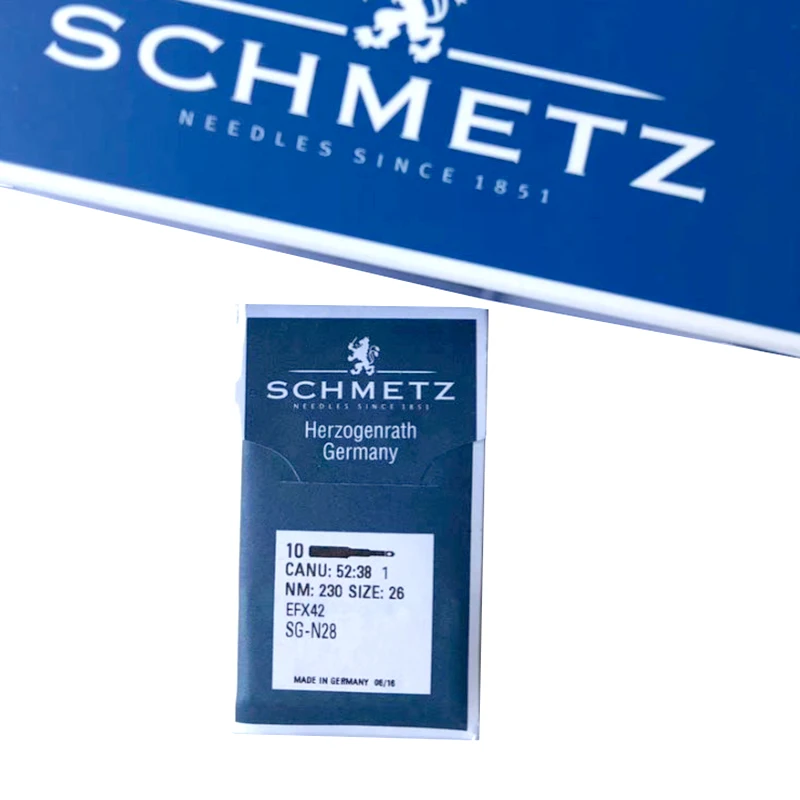 SCHMETZ
NEEDLES SINCE 1851
SCHMETZ
NEEDLES SINCE 1851
Herzogenrath
Germany
10
CANU: 52:38 1
NM: 230 SIZE: 26
EFX42
SG-N28
MADE IN GERMANY 06/16